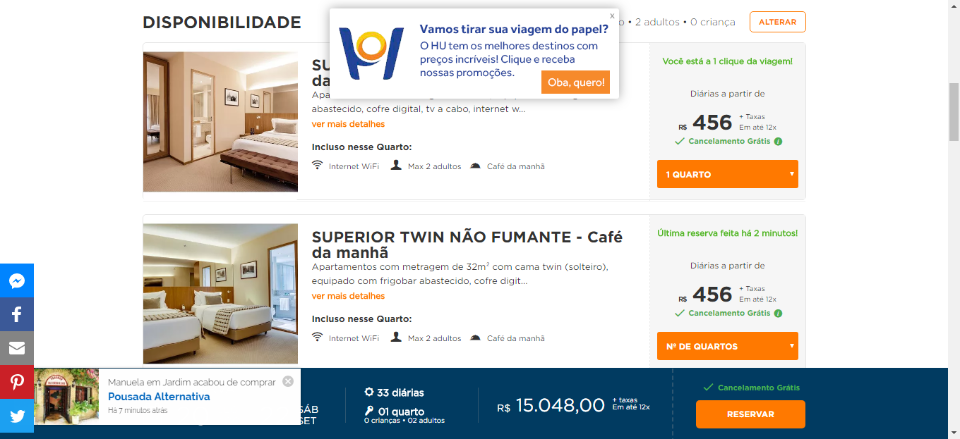 DISPONIBILIDADE
• 2 adultos • 0 criança
ALTERAR
x
Vamos tirar sua viagem do papel?
O HU tem os melhores destinos com
preços incríveis! Clique e receba
nossas promoções.
Oba, quero!
SU
da
Apa
abastecido, cofre digital, tv a cabo, internet w...
ver mais detalhes
Incluso nesse Quarto:
Internet WiFi
Max 2 adultos
Café da manhã
Você está a 1 clique da viagem!
Diárias a partir de
R$ 456 + Taxas
Em até 12x
Cancelamento Grátis
1 QUARTO
SUPERIOR TWIN NÃO FUMANTE - Café
da manhã
Apartamentos com metragem de 32m² com cama twin (solteiro),
equipado com frigobar abastecido, cofre digit...
ver mais detalhes
Incluso nesse Quarto:
Internet WiFi
Max 2 adultos
Café da manhã
Última reserva feita há 2 minutos!
Diárias a partir de
R$ 456 + Taxas
Em até 12x
Cancelamento Grátis
Nº DE QUARTOS
Manuela em Jardim acabou de comprar
Pousada Alternativa
Há 7 minutos atrás
SÁB
SET
33 diárias
01 quarto
0 crianças • 02 adultos
R$ 15.048,00 + taxas
Em até 12x
Cancelamento Grátis
RESERVAR